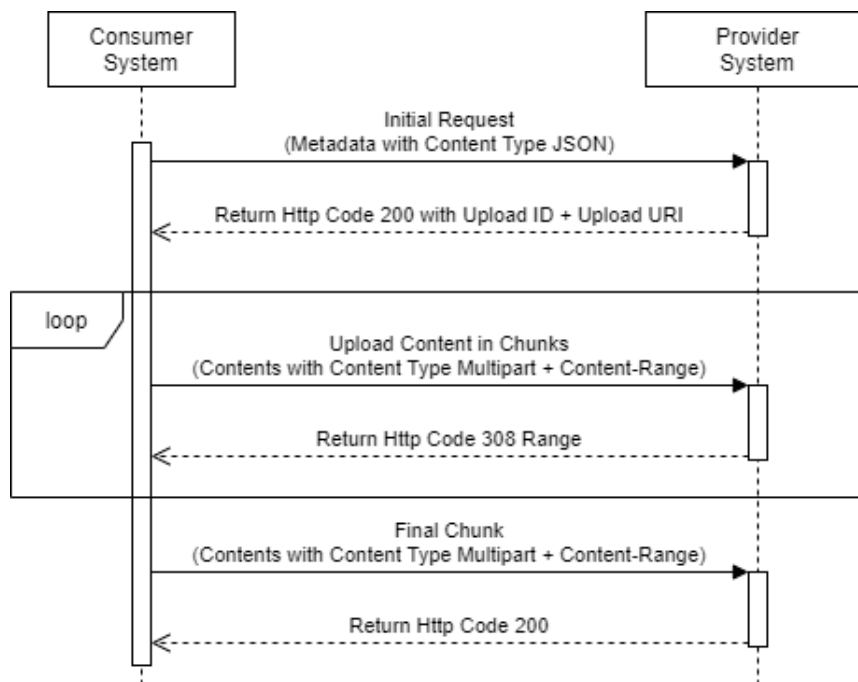 Consumer
System
Provider
System
Initial Request
(Metadata with Content Type JSON)
Return Http Code 200 with Upload ID + Upload URI
loop
Upload Content in Chunks
(Contents with Content Type Multipart + Content-Range)
Return Http Code 308 Range
Final Chunk
(Contents with Content Type Multipart + Content-Range)
Return Http Code 200